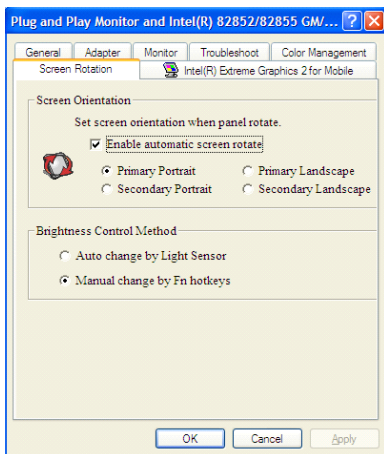 Plug and Play Monitor and Intel(R) 82852/82855 GM/...
General Adapter Monitor Troubleshoot Color Management
Screen Rotation Intel(R) Extreme Graphics 2 for Mobile
Screen Orientation
Set screen orientation when panel rotate.
Enable automatic screen rotate
Primary Portrait Primary Landscape
Secondary Portrait Secondary Landscape
Brightness Control Method
Auto change by Light Sensor
Manual change by Fn hotkeys
OK Cancel Apply